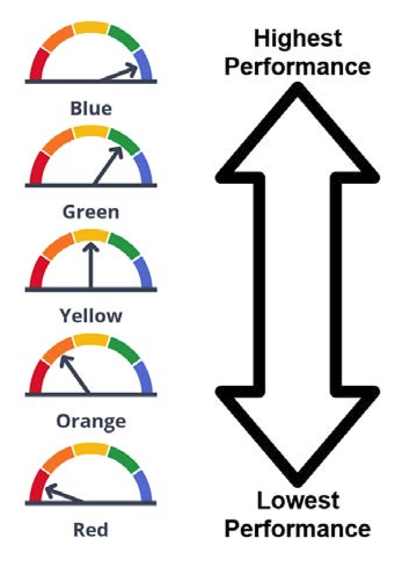 Highest
Performance
Blue
Green
Yellow
Orange
Red
Lowest
Performance